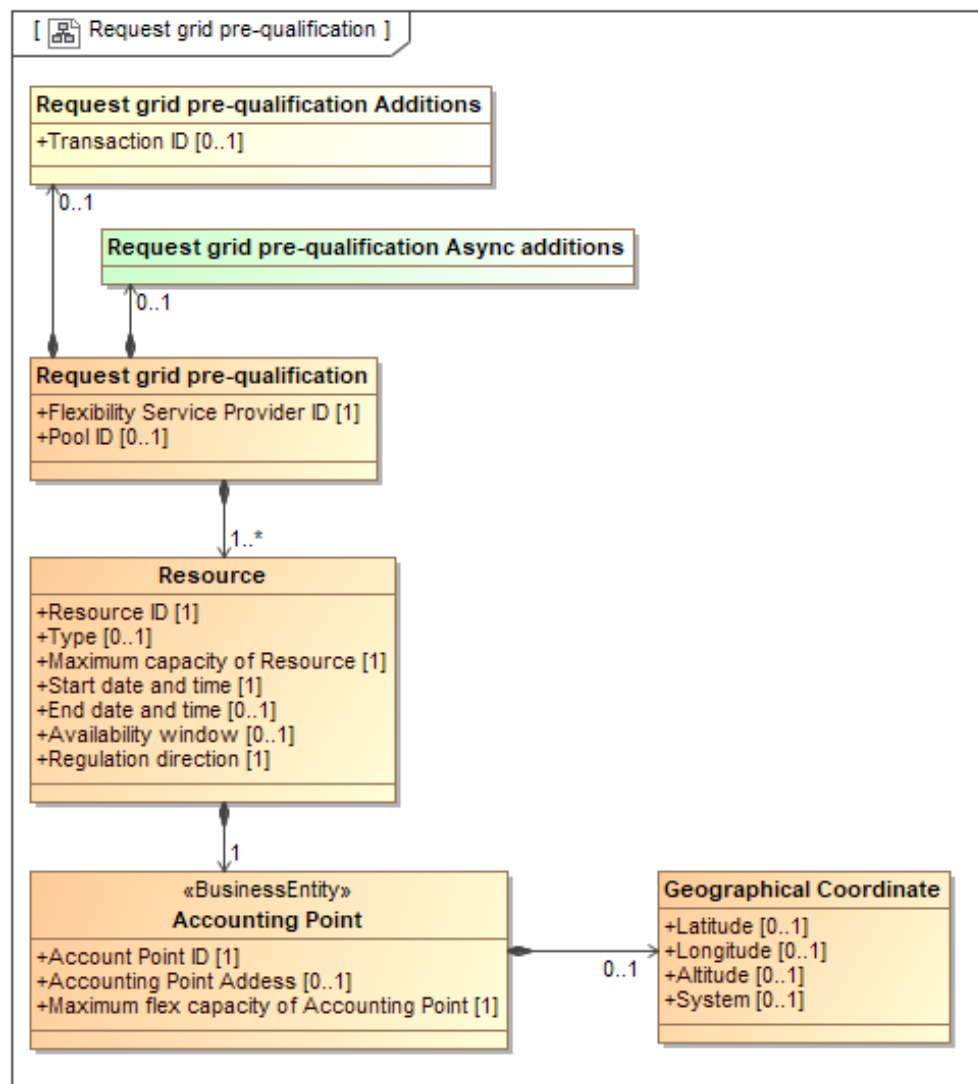 [ Request grid pre-qualification ]
Request grid pre-qualification Additions
+Transaction ID [0..1]
0..1
Request grid pre-qualification Async additions
0..1
Request grid pre-qualification
+Flexibility Service Provider ID [1]
+Pool ID [0..1]
1..*
Resource
+Resource ID [1]
+Type [0..1]
+Maximum capacity of Resource [1]
+Start date and time [1]
+End date and time [0..1]
+Availability window [0..1]
+Regulation direction [1]
1
«BusinessEntity»
Accounting Point
+Account Point ID [1]
+Accounting Point Addess [0..1]
+Maximum flex capacity of Accounting Point [1]
0..1
Geographical Coordinate
+Latitude [0..1]
+Longitude [0..1]
+Altitude [0..1]
+System [0..1]